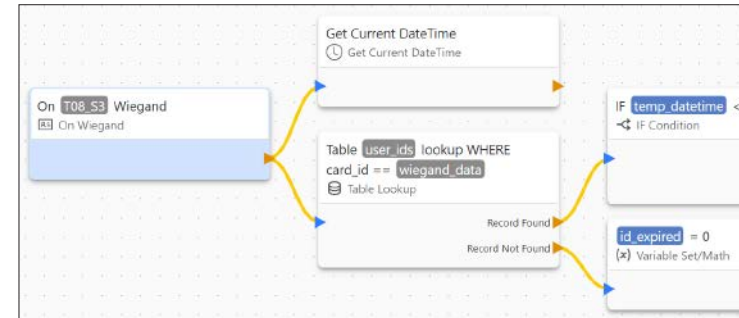 Get Current DateTime
Get Current DateTime
On T08_S3 Wiegand
On Wiegand
Table user_ids lookup WHERE
card_id == wiegand_data
Table Lookup
Record Found
Record Not Found
IF temp_datetime <
IF Condition
id_expired = 0
(x) Variable Set/Math